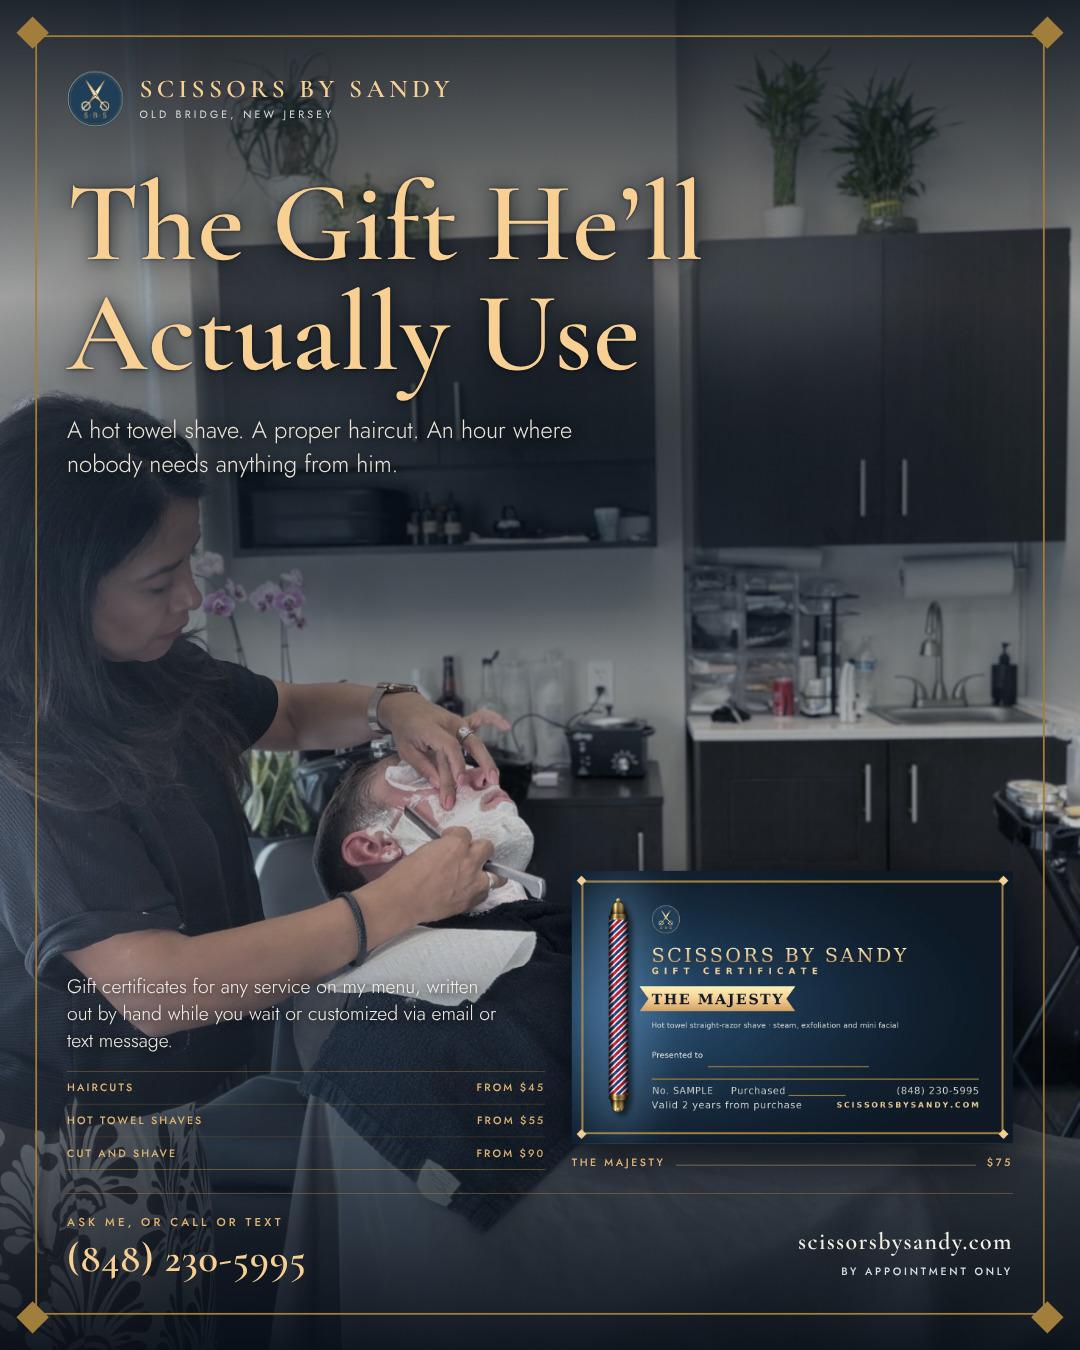 SCISSORS BY SANDY
OLD BRIDGE, NEW JERSEY
The Gift He’ll
Actually Use
A hot towel shave. A proper haircut. An hour where
nobody needs anything from him.
Gift certificates for any service on my menu, written
out by hand while you wait or customized via email or
text message.
HAIRCUTS FROM $45
HOT TOWEL SHAVES FROM $55
CUT AND SHAVE FROM $90
SCISSORS BY SANDY
GIFT CERTIFICATE
THE MAJESTY
Hot towel straight-razor shave · steam, exfoliation and mini facial
Presented to
No. SAMPLE Purchased (848) 230-5995
Valid 2 years from purchase SCISSORSBYSANDY.COM
THE MAJESTY $75
ASK ME, OR CALL OR TEXT
(848) 230-5995
scissorsbysandy.com
BY APPOINTMENT ONLY